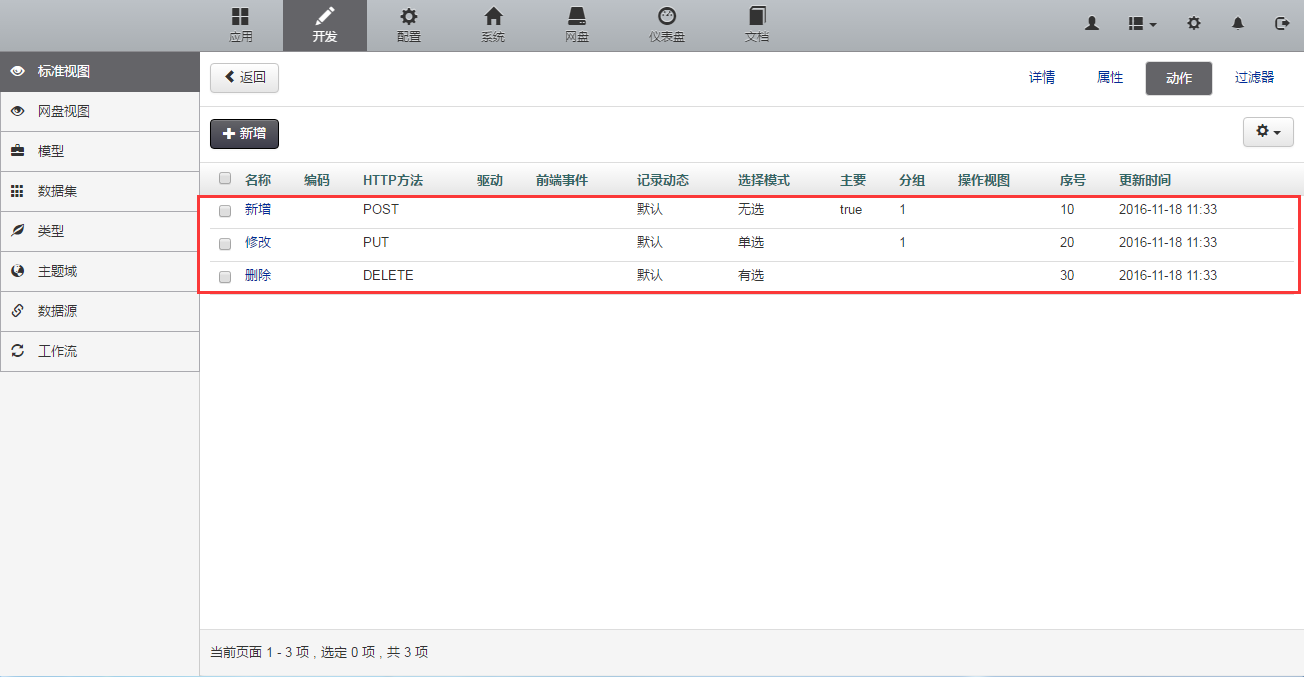 应用 开发 配置 系统 网盘 仪表盘 文档
标准视图
网盘视图
模型
数据集
类型
主题域
数据源
工作流
返回 详情 属性 动作 过滤器
新增
名称 编码 HTTP方法 驱动 前端事件 记录动态 选择模式 主要 分组 操作视图 序号 更新时间
新增 POST 默认 无选 true 1 10 2016-11-18 11:33
修改 PUT 默认 单选 1 20 2016-11-18 11:33
删除 DELETE 默认 有选 30 2016-11-18 11:33
当前页面 1 - 3 项 , 选定 0 项 , 共 3 项